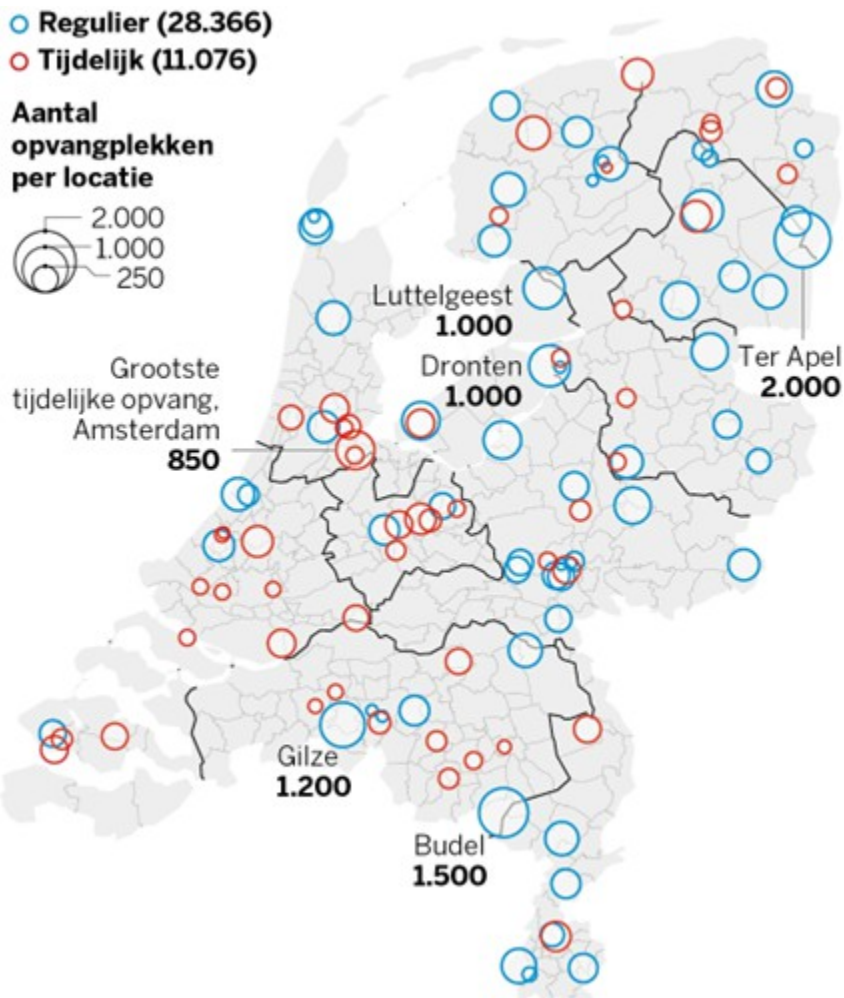 Regulier (28.366)
Tijdelijk (11.076)
Aantal
opvangplekken
per locatie
2.000
1.000
250
Luttelgeest
1.000
Dronten
1.000
Ter Apel
2.000
Grootste
tijdelijke opvang,
Amsterdam
850
Gilze
1.200
Budel
1.500